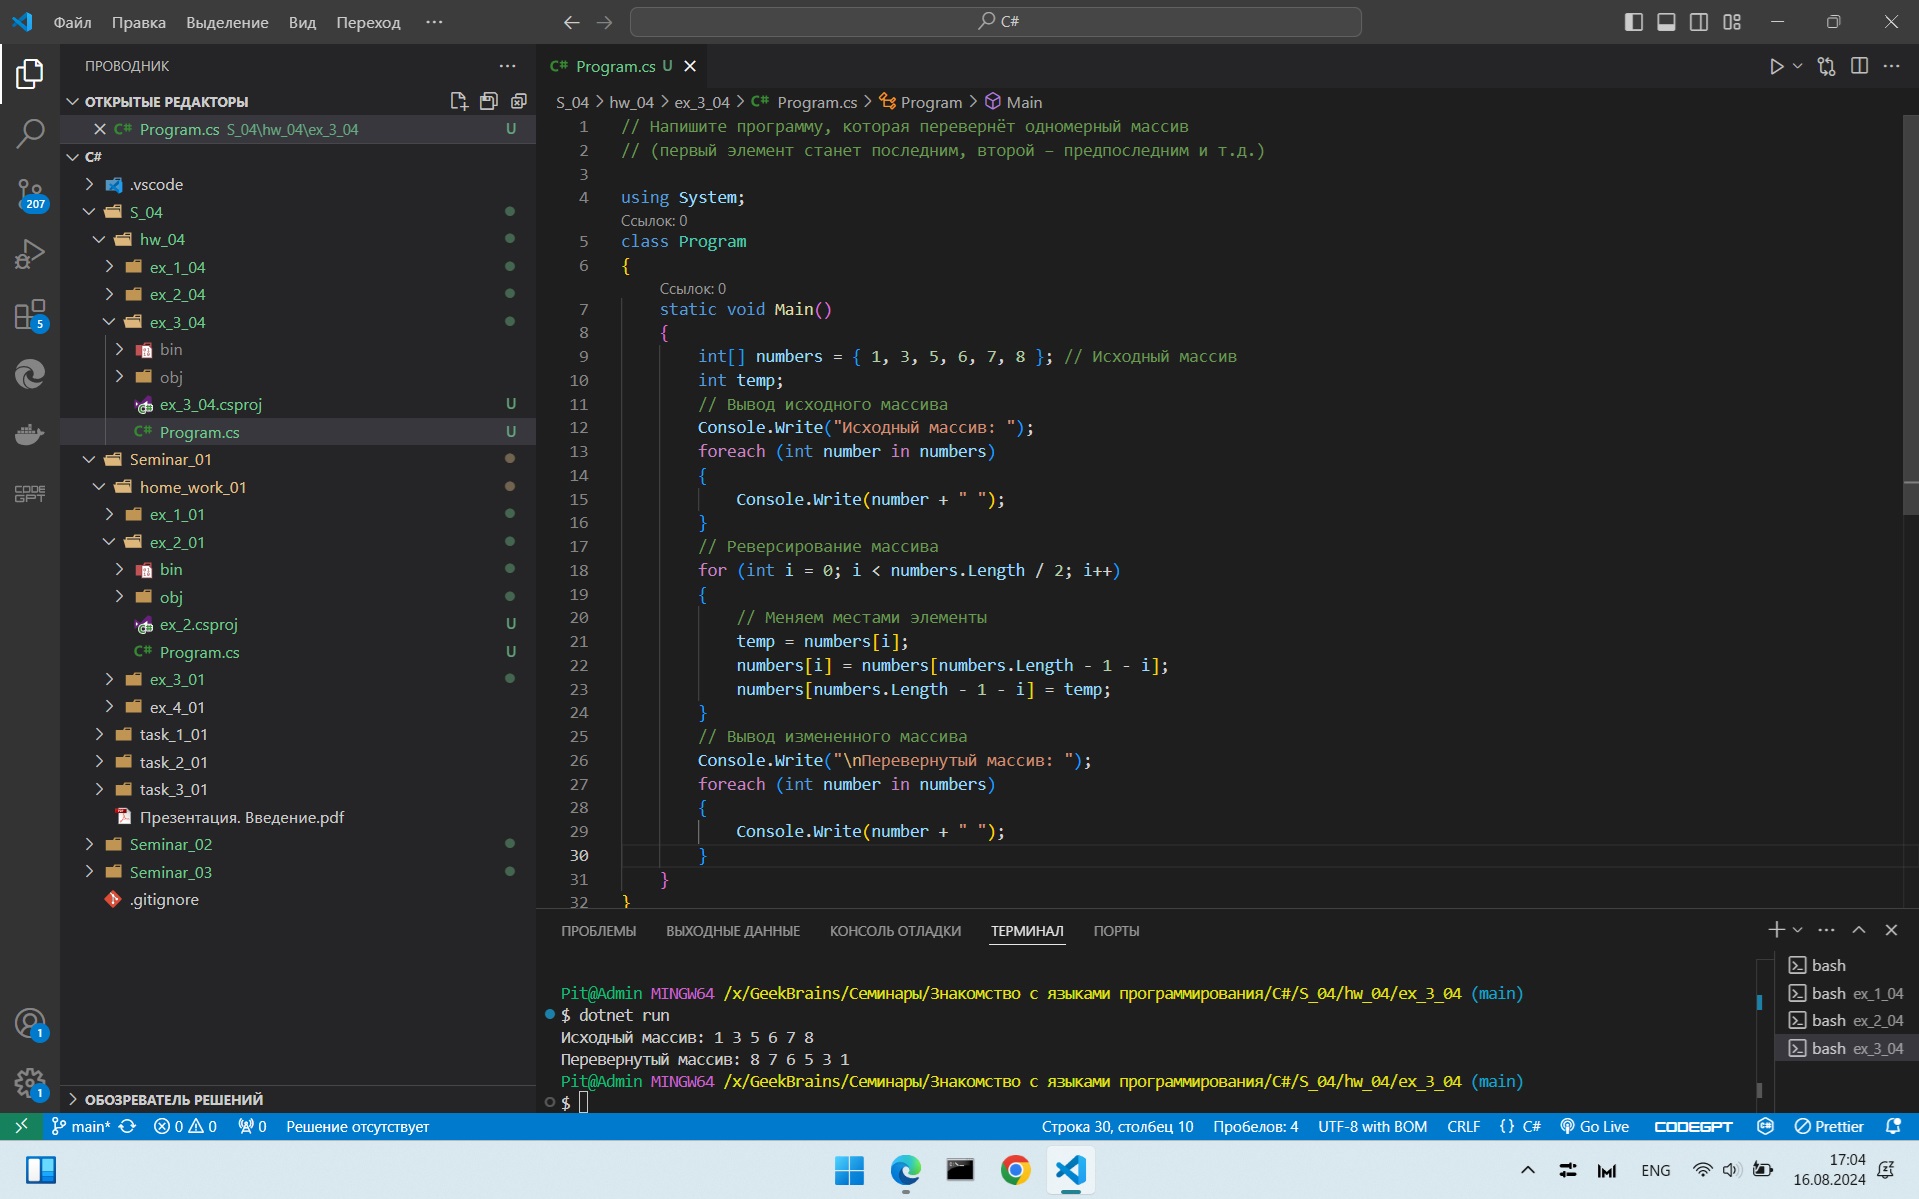 Файл Правка Выделение Вид Переход ··· C#
ПРОВОДНИК ···
ОТКРЫТЫЕ РЕДАКТОРЫ
C# Program.cs S_04\hw_04\ex_3_04 U
C#
.vscode
S_04
hw_04
ex_1_04
ex_2_04
ex_3_04
bin
obj
ex_3_04.csproj U
C# Program.cs U
Seminar_01
home_work_01
ex_1_01
ex_2_01
bin
obj
ex_2.csproj U
C# Program.cs U
ex_3_01
ex_4_01
task_1_01
task_2_01
task_3_01
Презентация. Введение.pdf
Seminar_02
Seminar_03
.gitignore
ОБОЗРЕВАТЕЛЬ РЕШЕНИЙ
207
5
CODE
GPT
1
1
C# Program.cs U
S_04 > hw_04 > ex_3_04 > C# Program.cs > Program > Main
1 // Напишите программу, которая перевернёт одномерный массив
2 // (первый элемент станет последним, второй – предпоследним и т.д.)
3
4 using System;
Ссылок: 0
5 class Program
6 {
Ссылок: 0
7 static void Main()
8 {
9 int[] numbers = { 1, 3, 5, 6, 7, 8 }; // Исходный массив
10 int temp;
11 // Вывод исходного массива
12 Console.Write("Исходный массив: ");
13 foreach (int number in numbers)
14 {
15 Console.Write(number + " ");
16 }
17 // Реверсирование массива
18 for (int i = 0; i < numbers.Length / 2; i++)
19 {
20 // Меняем местами элементы
21 temp = numbers[i];
22 numbers[i] = numbers[numbers.Length - 1 - i];
23 numbers[numbers.Length - 1 - i] = temp;
24 }
25 // Вывод измененного массива
26 Console.Write("\nПеревернутый массив: ");
27 foreach (int number in numbers)
28 {
29 Console.Write(number + " ");
30 }
31 }
32 }
ПРОБЛЕМЫ ВЫХОДНЫЕ ДАННЫЕ КОНСОЛЬ ОТЛАДКИ ТЕРМИНАЛ ПОРТЫ
Pit@Admin MINGW64 /x/GeekBrains/Семинары/Знакомство с языками программирования/C#/S_04/hw_04/ex_3_04 (main)
$ dotnet run
Исходный массив: 1 3 5 6 7 8
Перевернутый массив: 8 7 6 5 3 1
Pit@Admin MINGW64 /x/GeekBrains/Семинары/Знакомство с языками программирования/C#/S_04/hw_04/ex_3_04 (main)
$
bash
bash ex_1_04
bash ex_2_04
bash ex_3_04
main* 0 0 0 Решение отсутствует Строка 30, столбец 10 Пробелов: 4 UTF-8 with BOM CRLF {} C# Go Live CODEGPT Prettier
ENG 17:04
16.08.2024